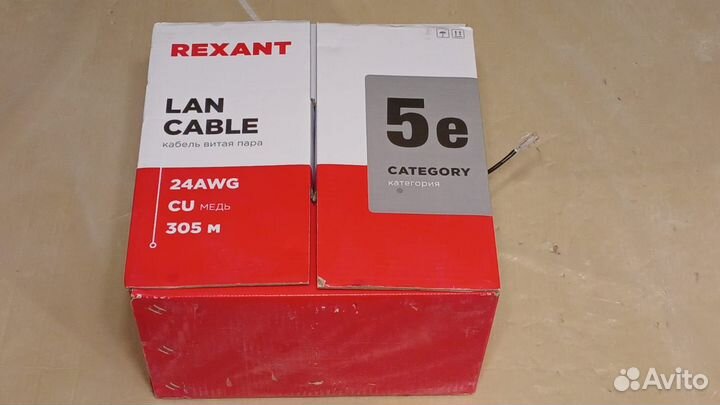 REXANT
LAN
CABLE
кабель витая пара
24AWG
CU МЕДЬ
305 м
5e
CATEGORY
категория
Avito